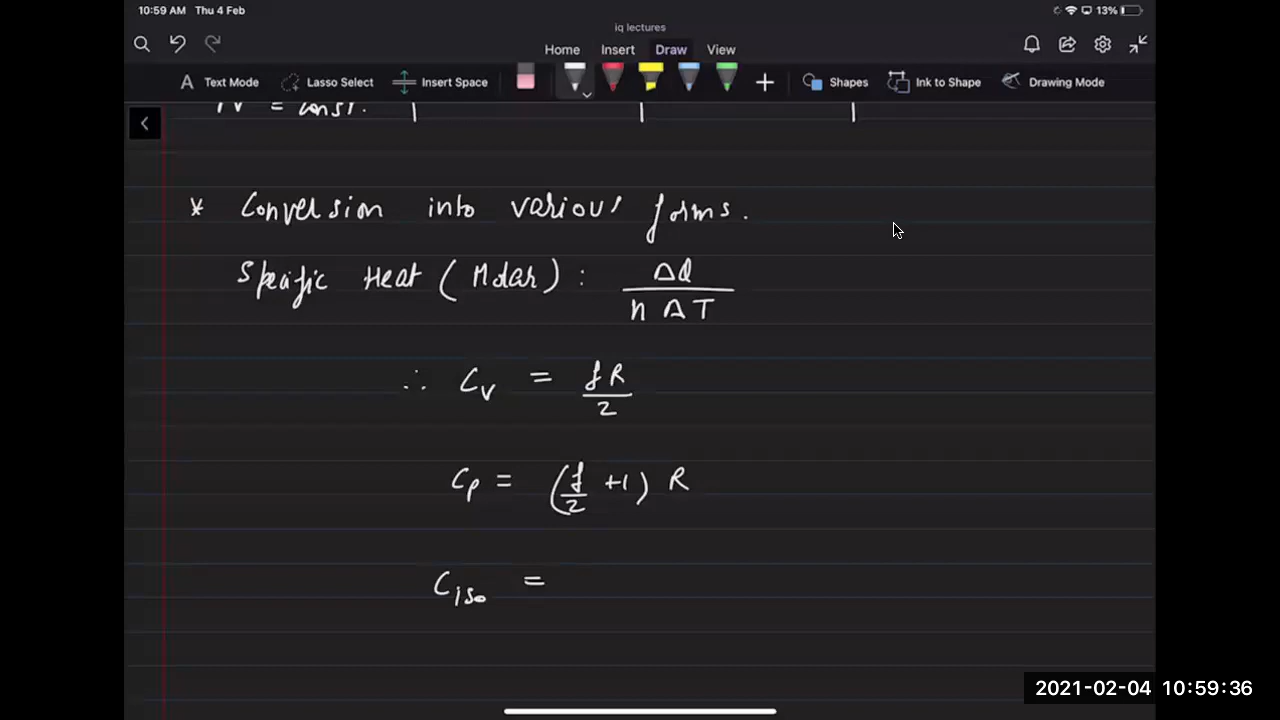 10:59 AM Thu 4 Feb
13%
iq lectures
Home Insert Draw View
Text Mode Lasso Select Insert Space Shapes Ink to Shape Drawing Mode
= const.
* Conversion into various forms.
Specific Heat (Molar) : ΔQ / n ΔT
∴ Cv = fR / 2
Cp = (f/2 +1) R
Ciso =
2021-02-04 10:59:36